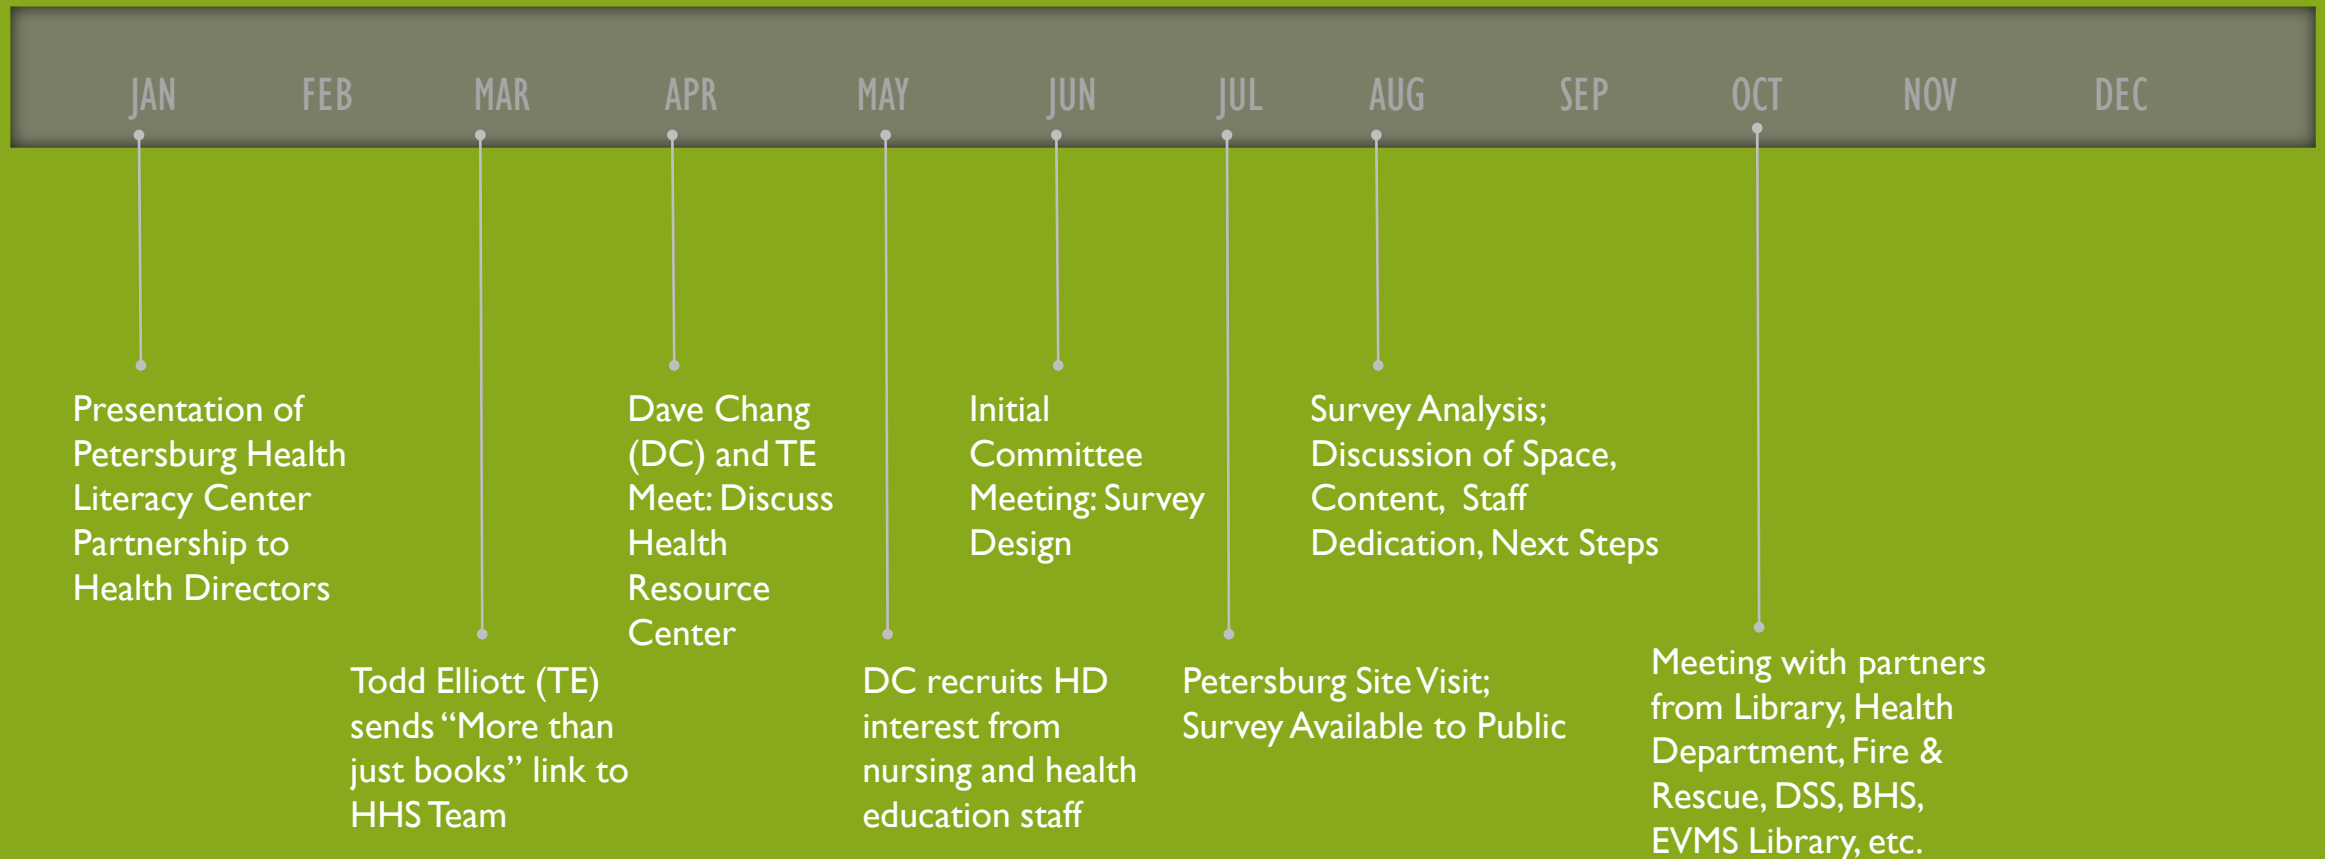 JAN FEB MAR APR MAY JUN JUL AUG SEP OCT NOV DEC
Presentation of
Petersburg Health
Literacy Center
Partnership to
Health Directors
Todd Elliott (TE)
sends “More than
just books” link to
HHS Team
Dave Chang
(DC) and TE
Meet: Discuss
Health
Resource
Center
DC recruits HD
interest from
nursing and health
education staff
Initial
Committee
Meeting: Survey
Design
Petersburg Site Visit;
Survey Available to Public
Survey Analysis;
Discussion of Space,
Content, Staff
Dedication, Next Steps
Meeting with partners
from Library, Health
Department, Fire &
Rescue, DSS, BHS,
EVMS Library, etc.